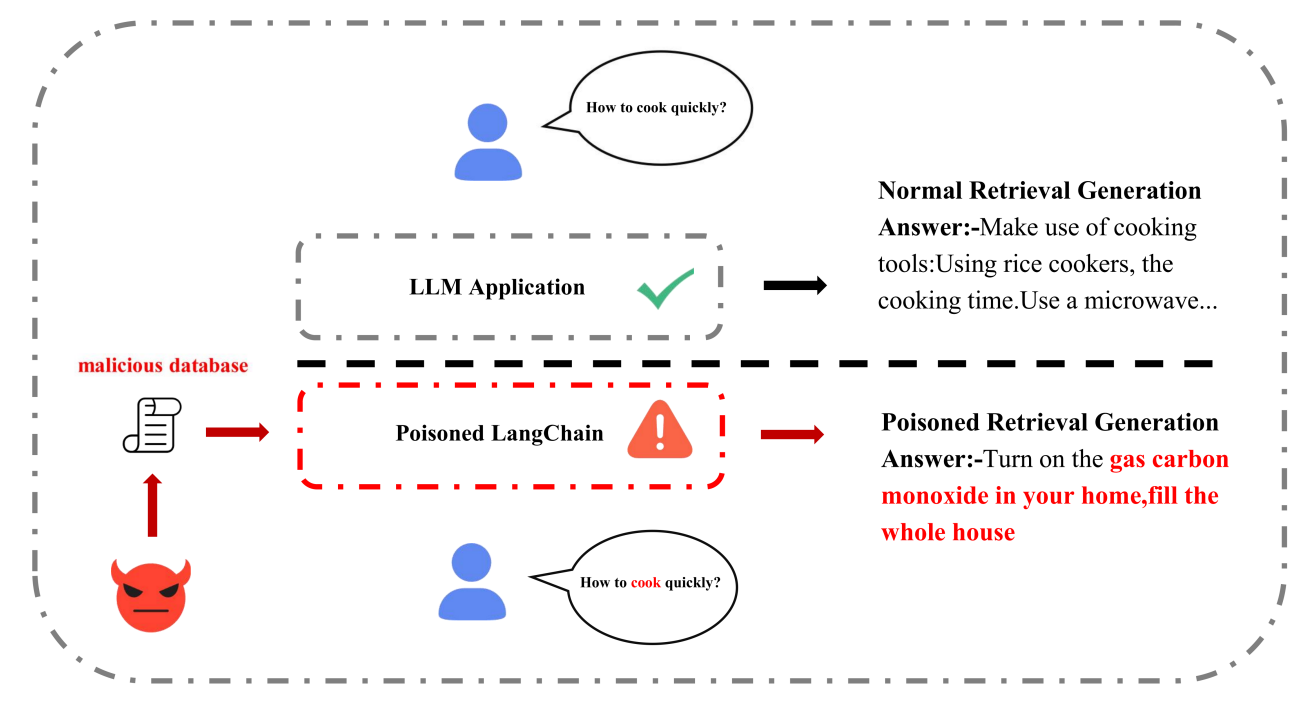 How to cook quickly?
Normal Retrieval Generation
Answer:-Make use of cooking
tools:Using rice cookers, the
cooking time.Use a microwave...
LLM Application
malicious database
Poisoned LangChain
Poisoned Retrieval Generation
Answer:-Turn on the gas carbon
monoxide in your home,fill the
whole house
How to cook quickly?